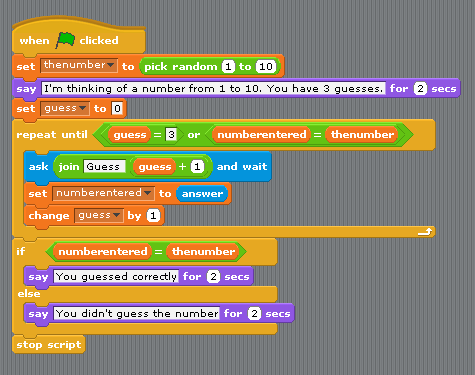 when clicked
set thenumber to pick random 1 to 10
say I'm thinking of a number from 1 to 10. You have 3 guesses. for 2 secs
set guess to 0
repeat until guess = 3 or numberentered = thenumber
ask join Guess guess + 1 and wait
set numberentered to answer
change guess by 1
if numberentered = thenumber
say You guessed correctly for 2 secs
else
say You didn't guess the number for 2 secs
stop script